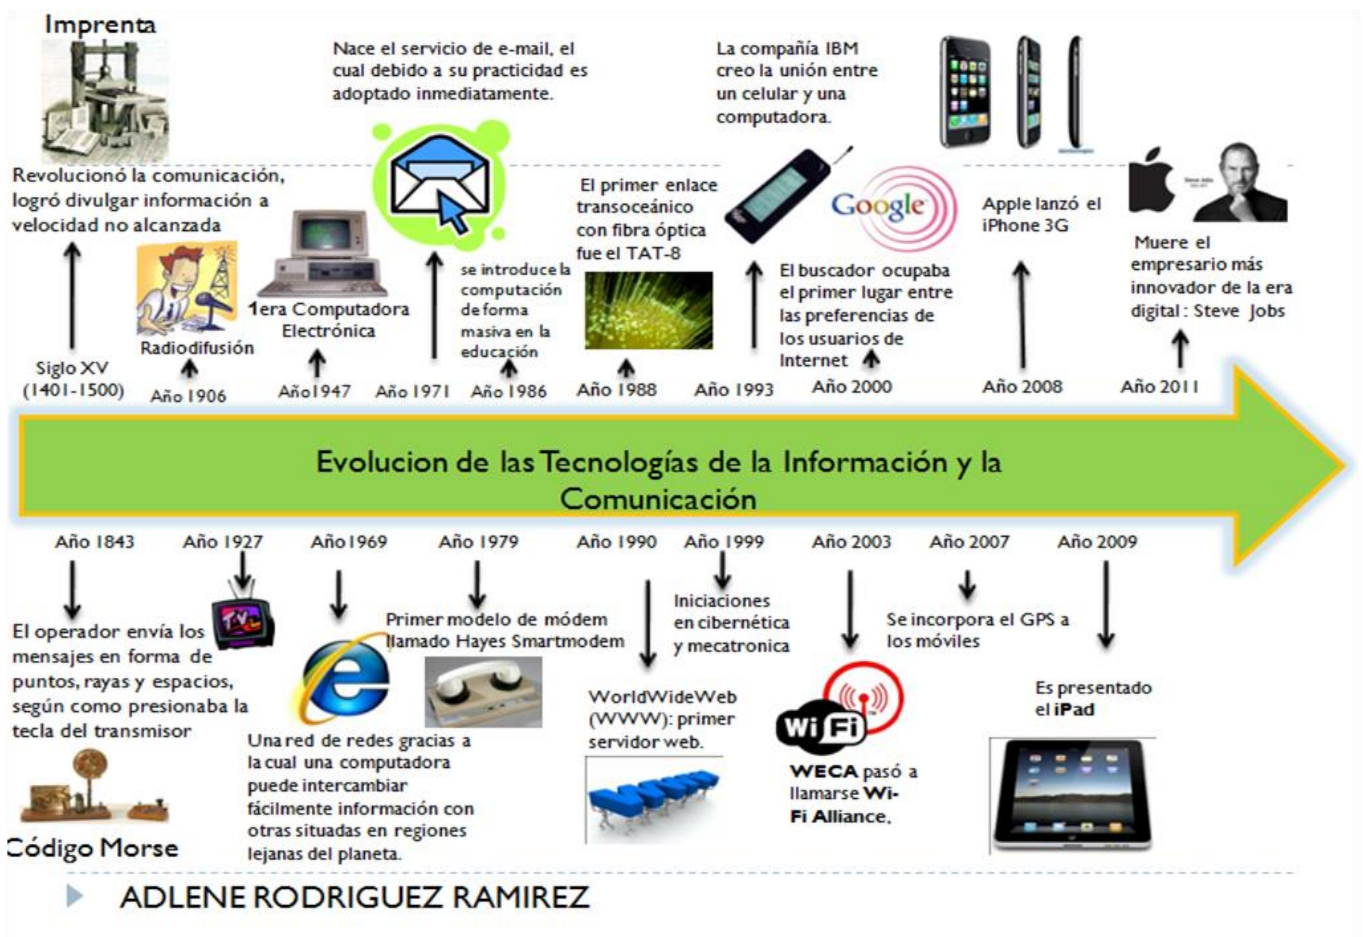 Imprenta
Revolucionó la comunicación,
logró divulgar información a
velocidad no alcanzada
Siglo XV
(1401-1500)
Radiodifusión
Año 1906
1era Computadora
Electrónica
Año1947
Nace el servicio de e-mail, el
cual debido a su practicidad es
adoptado inmediatamente.
Año 1971
se introduce la
computación
de forma
masiva en la
educación
Año 1986
El primer enlace
transoceánico
con fibra óptica
fue el TAT-8
Año 1988
La compañía IBM
creo la unión entre
un celular y una
computadora.
Año 1993
Google
El buscador ocupaba
el primer lugar entre
las preferencias de
los usuarios de
Internet
Año 2000
Apple lanzó el
iPhone 3G
Año 2008
Steve Jobs
Muere el
empresario más
innovador de la era
digital : Steve Jobs
Año 2011
Evolucion de las Tecnologías de la Información y la
Comunicación
Año 1843
El operador envía los
mensajes en forma de
puntos, rayas y espacios,
según como presionaba la
tecla del transmisor
Código Morse
Año 1927
Año1969
Una red de redes gracias a
la cual una computadora
puede intercambiar
fácilmente información con
otras situadas en regiones
lejanas del planeta.
Año 1979
Primer modelo de módem
llamado Hayes Smartmodem
Año 1990
WorldWideWeb
(WWW): primer
servidor web.
WWW
Año 1999
Iniciaciones
en cibernética
y mecatronica
Año 2003
Wi Fi
WECA pasó a
llamarse Wi-
Fi Alliance.
Año 2007
Se incorpora el GPS a
los móviles
Año 2009
Es presentado
el iPad
ADLENE RODRIGUEZ RAMIREZ